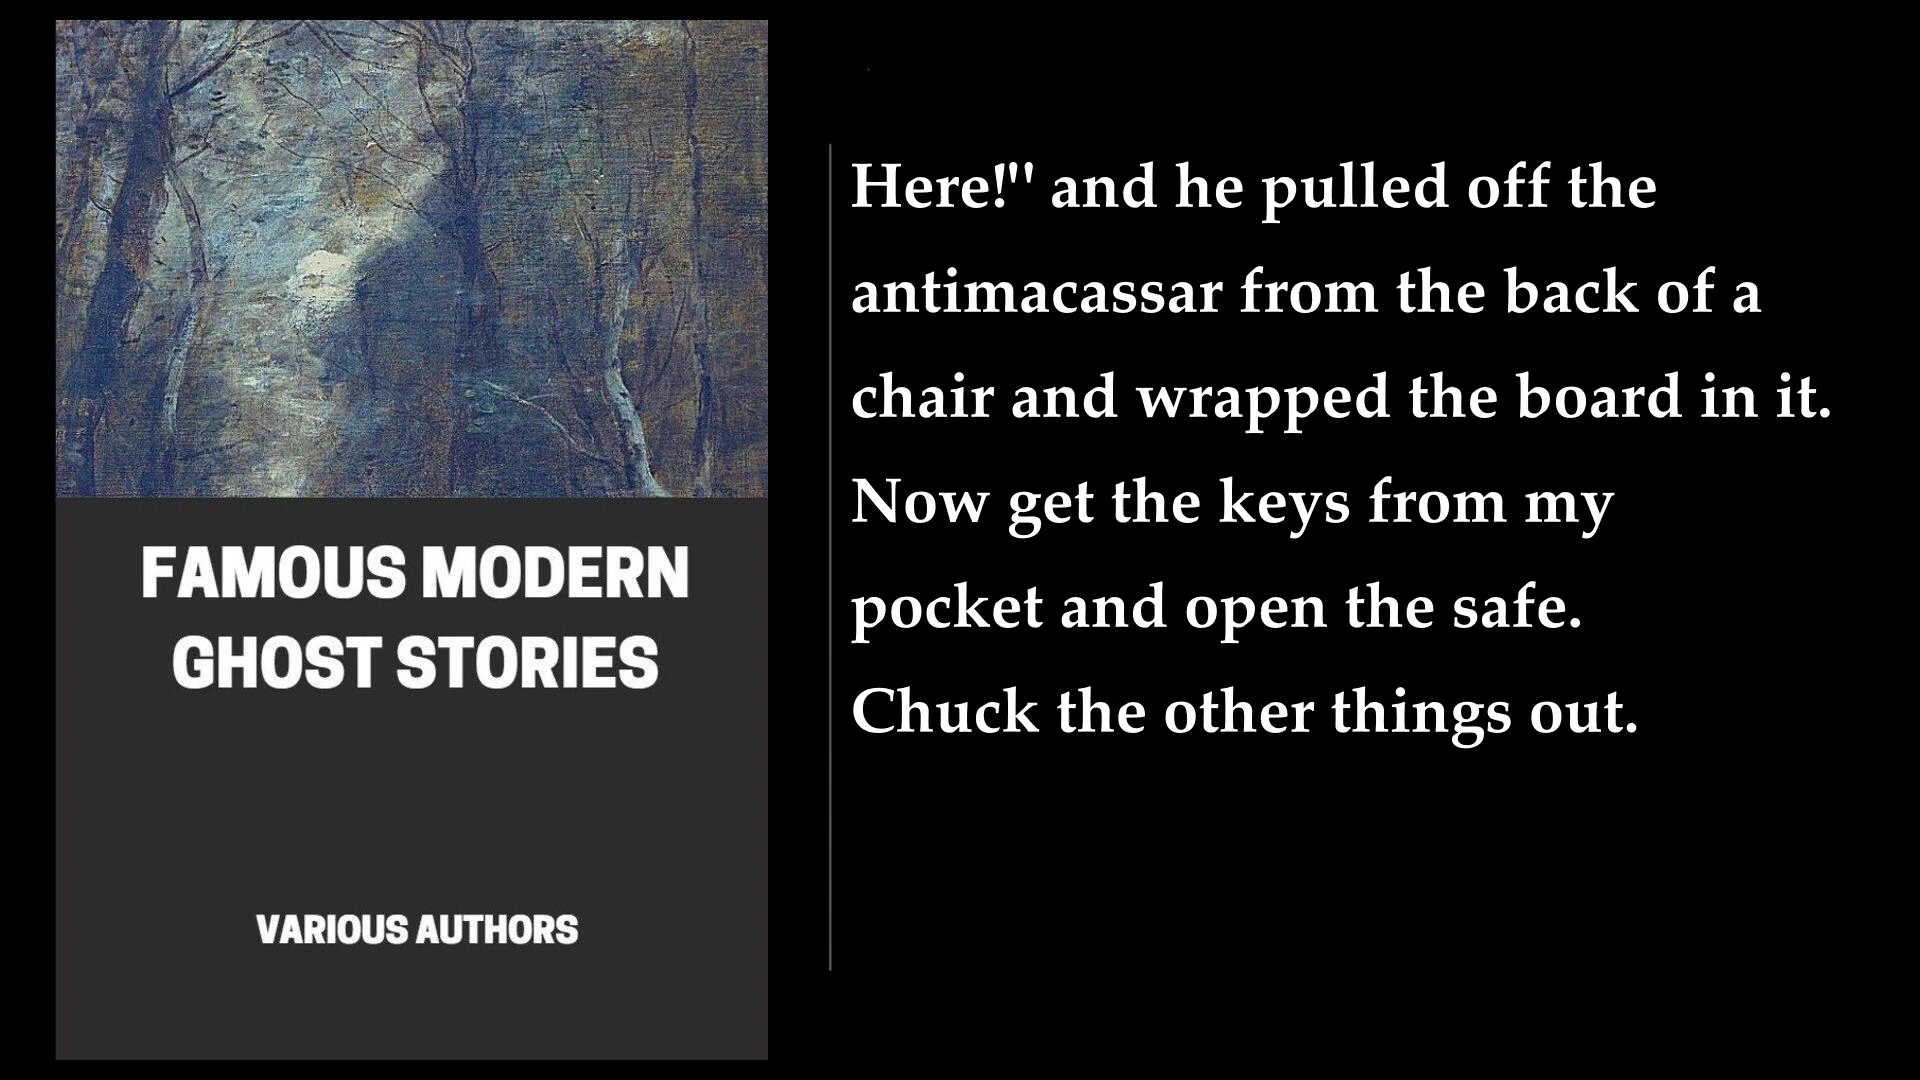 FAMOUS MODERN
GHOST STORIES
VARIOUS AUTHORS
Here!" and he pulled off the
antimacassar from the back of a
chair and wrapped the board in it.
Now get the keys from my
pocket and open the safe.
Chuck the other things out.